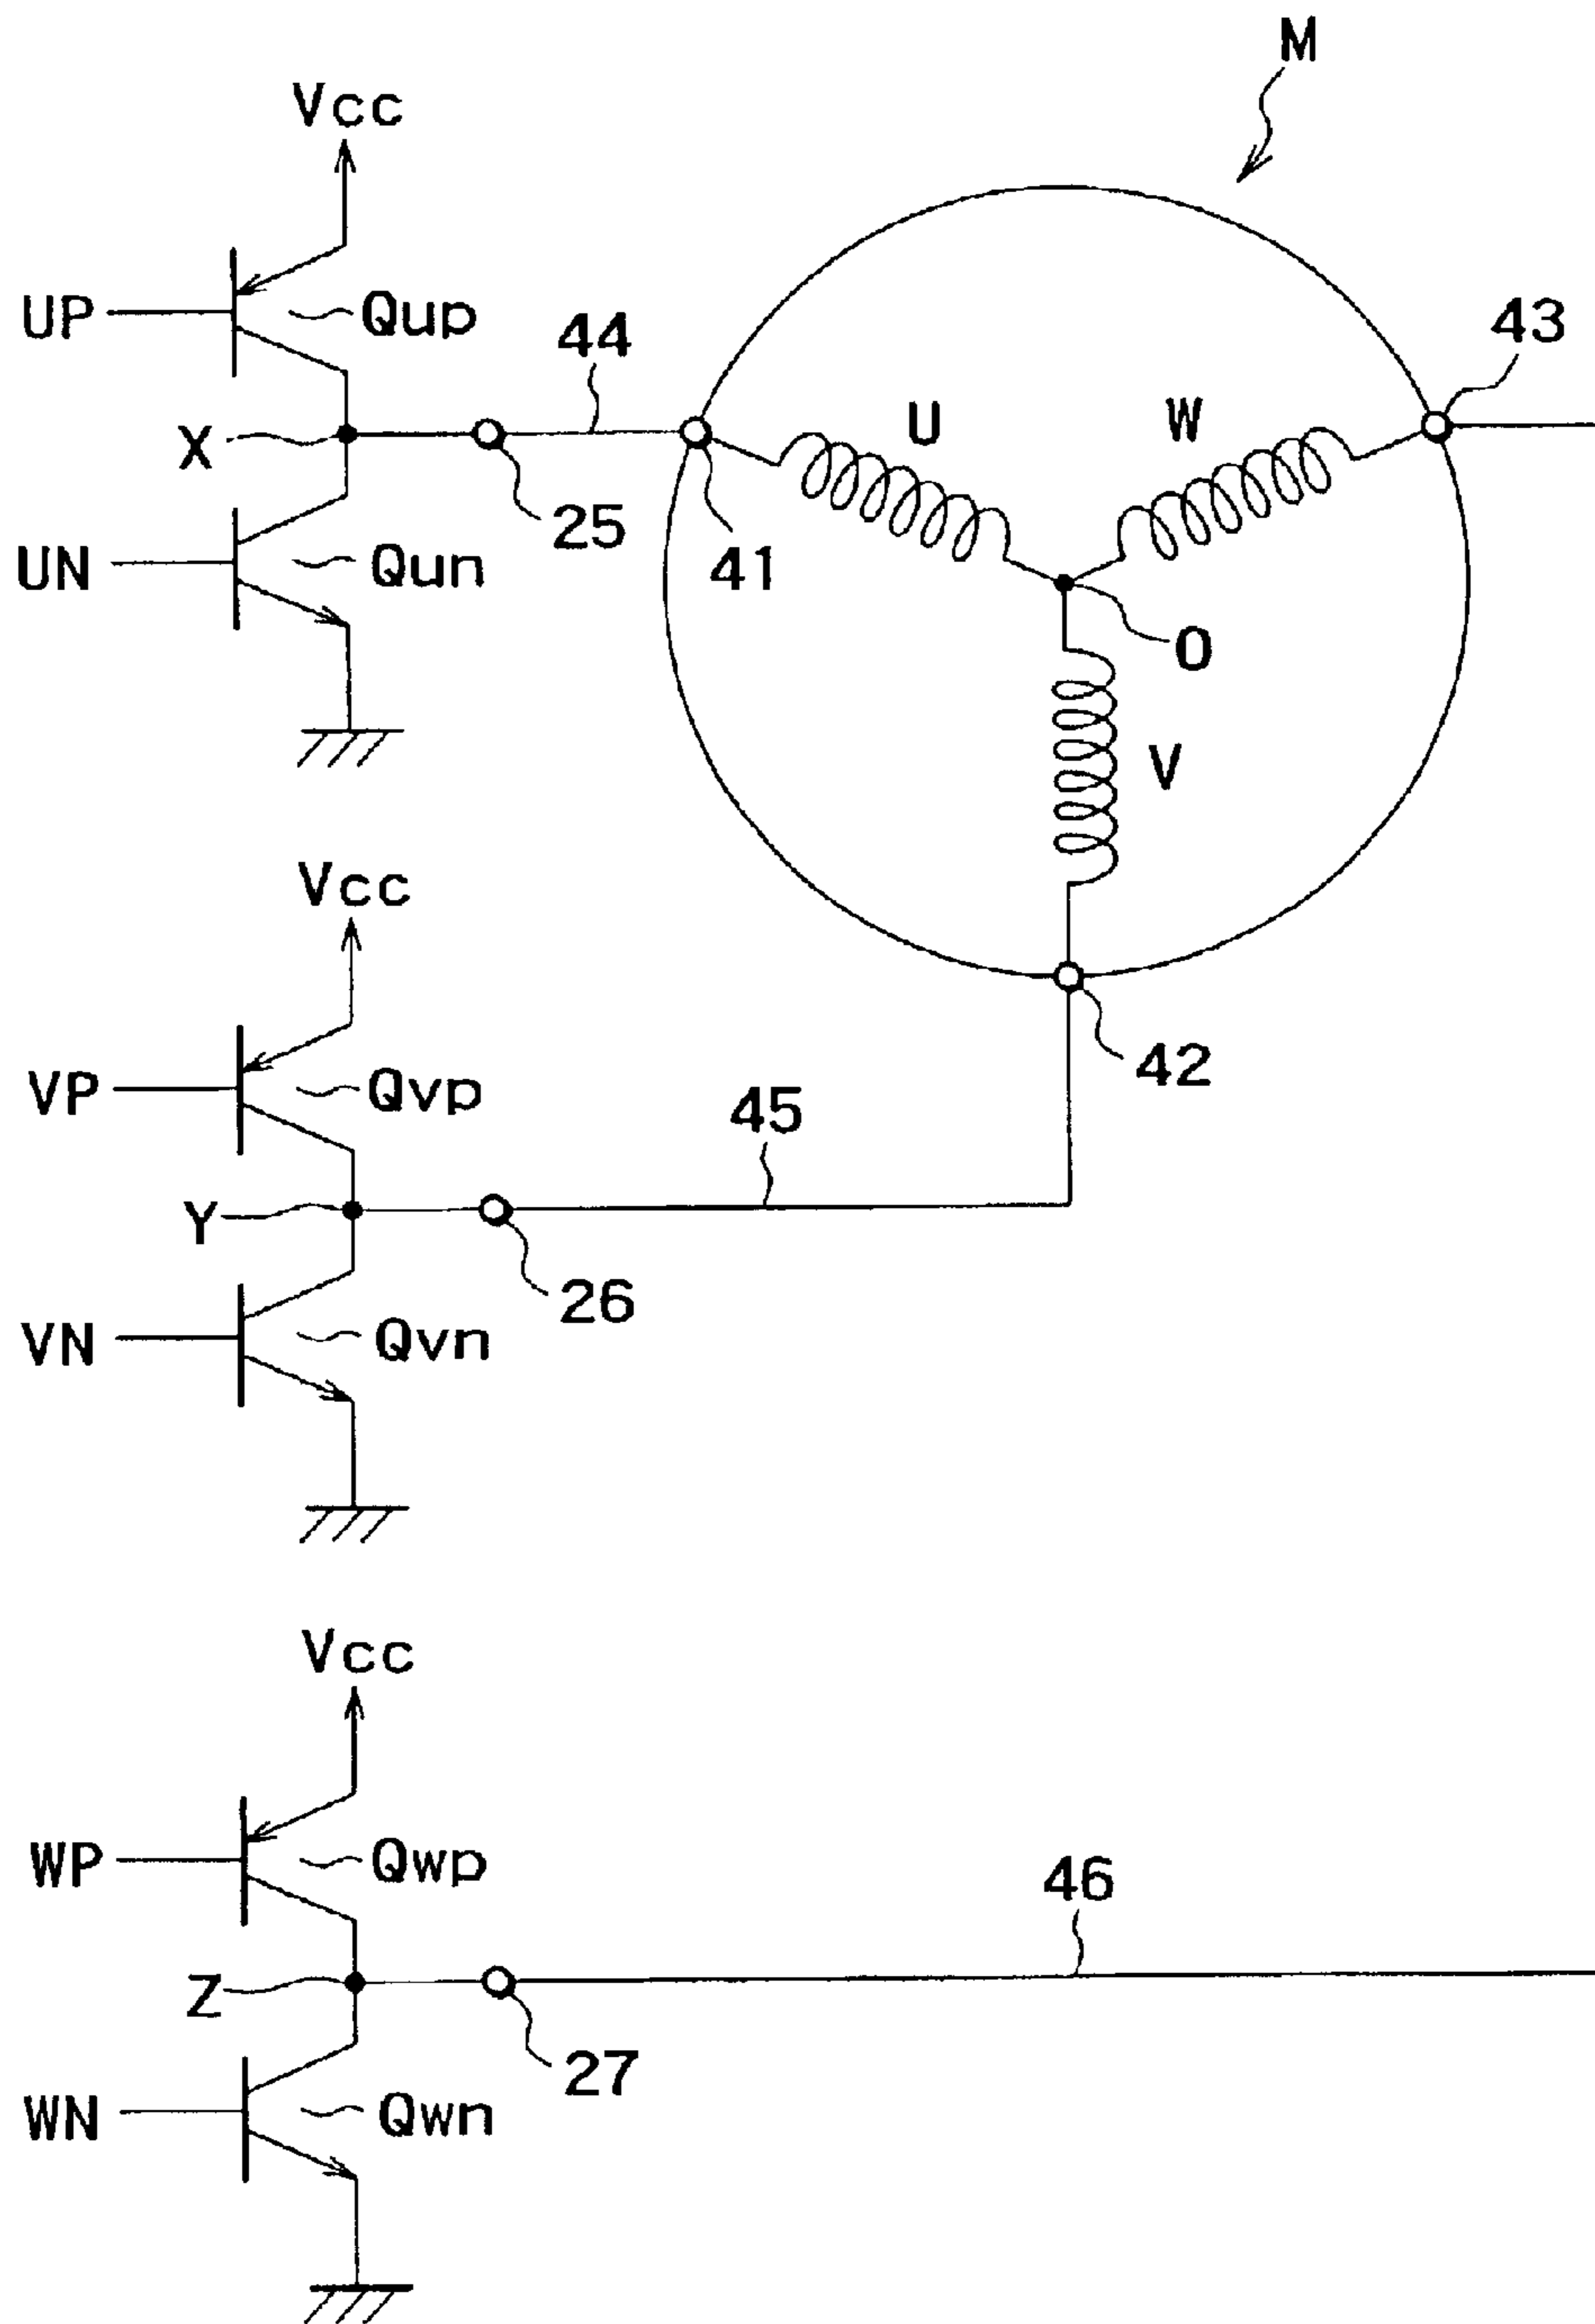 M
Vcc
UP
Qup
44
43
X
U
W
25
41
UN
Qun
O
V
Vcc
42
VP
Qvp
45
Y
26
VN
Qvn
Vcc
WP
Qwp
46
Z
27
WN
Qwn